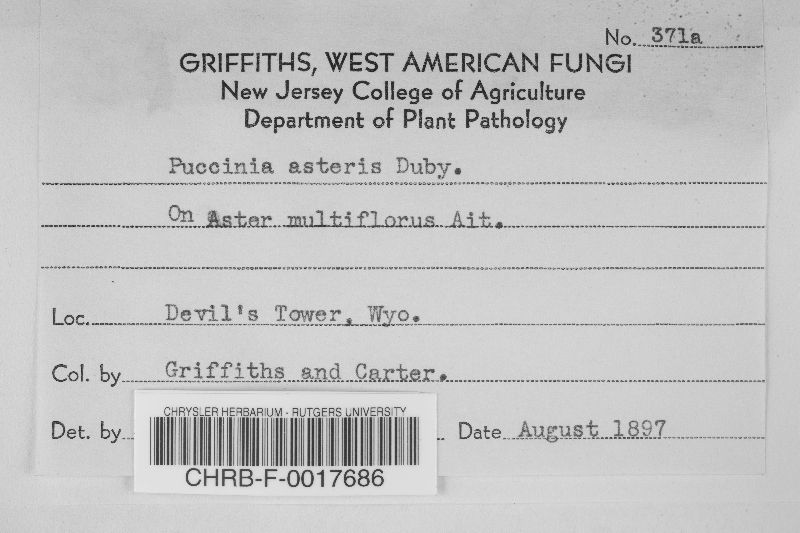 No. 371a
GRIFFITHS, WEST AMERICAN FUNGI
New Jersey College of Agriculture
Department of Plant Pathology
Puccinia asteris Duby.
On Aster multiflorus Ait.
Loc. Devil's Tower, Wyo.
Col. by Griffiths and Carter.
Det. by Date August 1897
CHRYSLER HERBARIUM - RUTGERS UNIVERSITY
CHRB-F-0017686